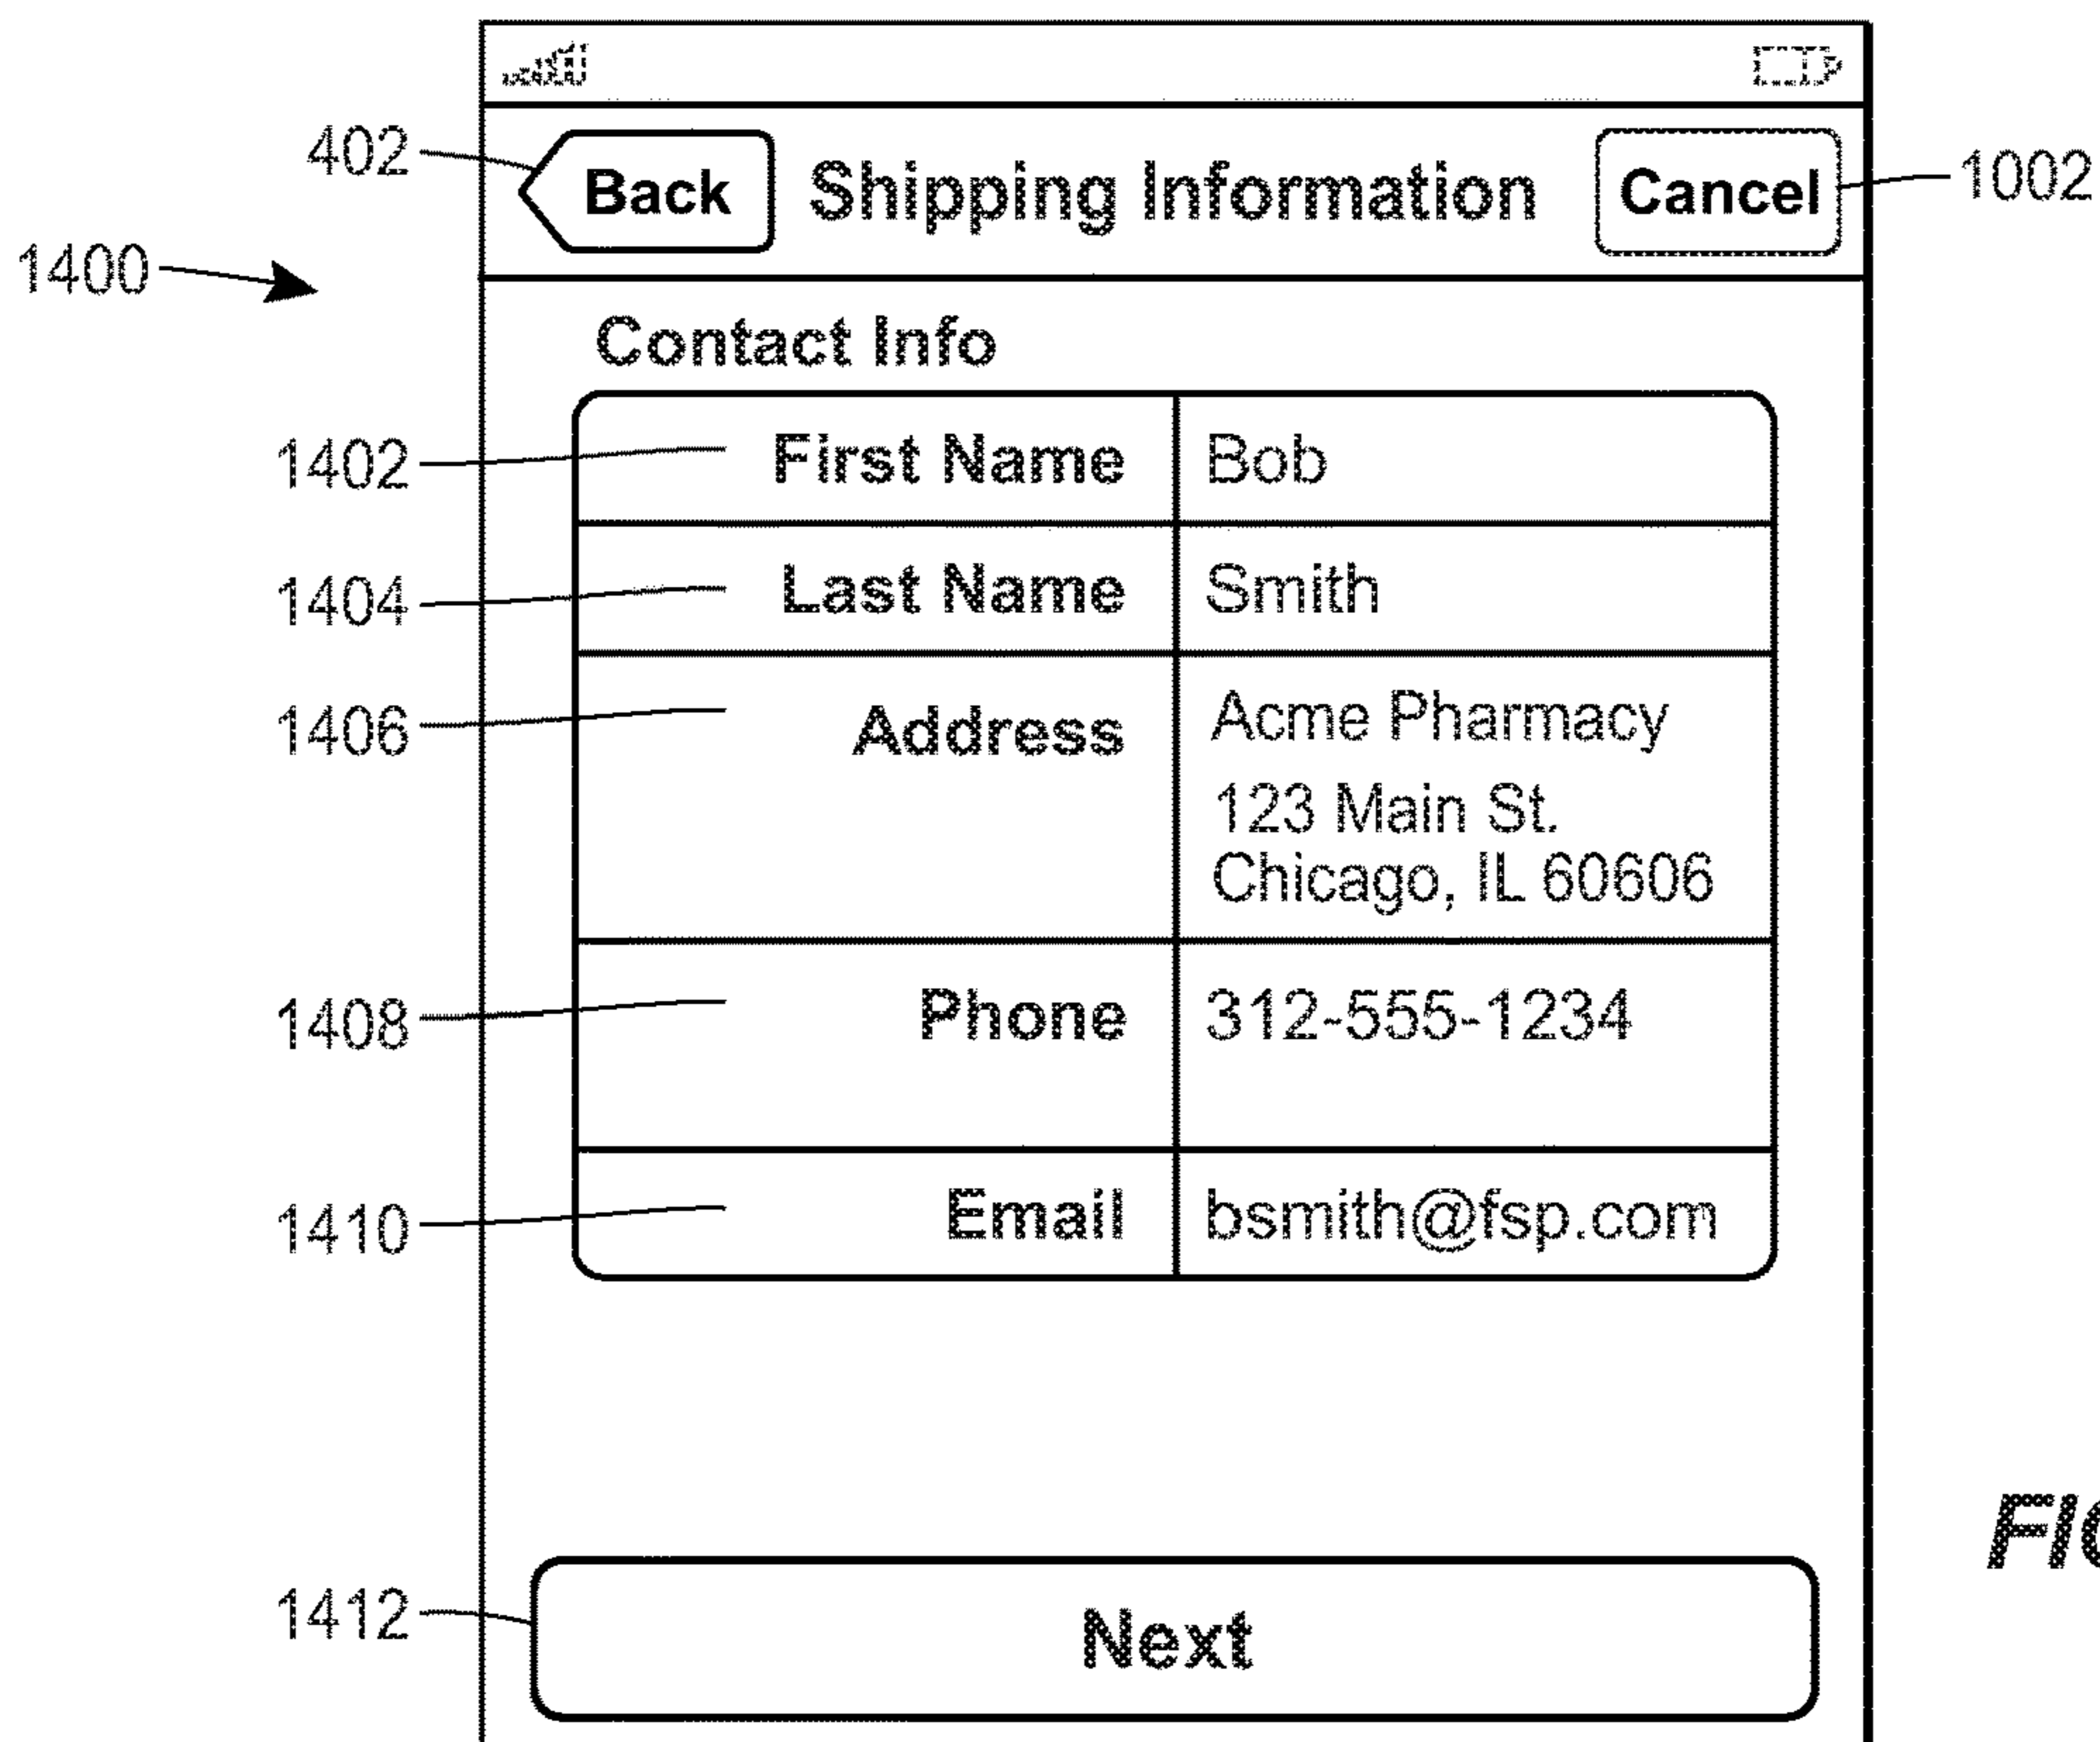 402
Back
Shipping Information
Cancel
1002
1400
Contact Info
1402
First Name
Bob
1404
Last Name
Smith
1406
Address
Acme Pharmacy
123 Main St.
Chicago, IL 60606
1408
Phone
312-555-1234
1410
Email
bsmith@fsp.com
1412
Next